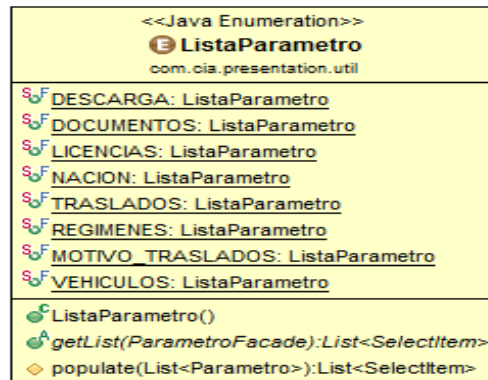 <<Java Enumeration>>
ListaParametro
com.cia.presentation.util
DESCARGA: ListaParametro
DOCUMENTOS: ListaParametro
LICENCIAS: ListaParametro
NACION: ListaParametro
TRASLADOS: ListaParametro
REGIMENES: ListaParametro
MOTIVO_TRASLADOS: ListaParametro
VEHICULOS: ListaParametro
ListaParametro()
getList(ParametroFacade):List<SelectItem>
populate(List<Parametro>):List<SelectItem>